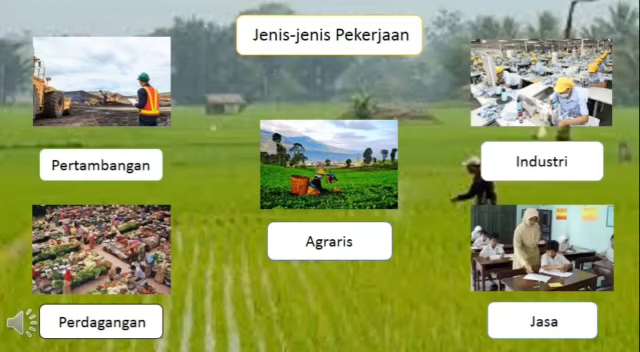 Jenis-jenis Pekerjaan
Pertambangan
Industri
Agraris
Perdagangan
Jasa